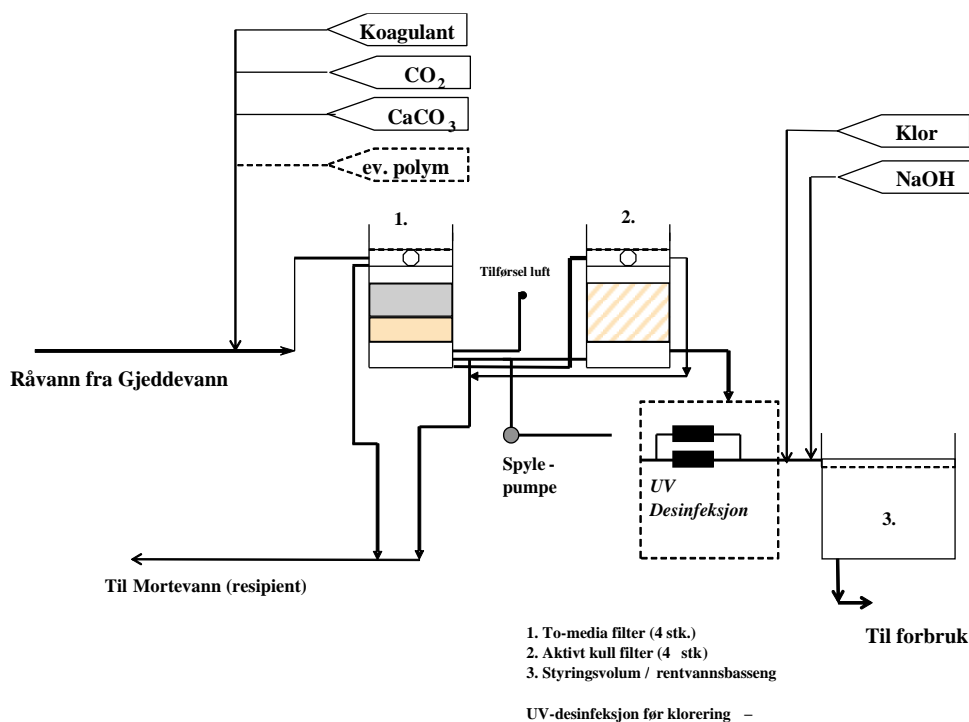 Koagulant
CO2
CaCO3
ev. polym
Klor
NaOH
1.
2.
Tilførsel luft
Råvann fra Gjeddevann
Spyle -
pumpe
UV
Desinfeksjon
3.
Til Mortevann (resipient)
Til forbruk
1. To-media filter (4 stk.)
2. Aktivt kull filter (4 stk)
3. Styringsvolum / rentvannsbasseng
UV-desinfeksjon før klorering –